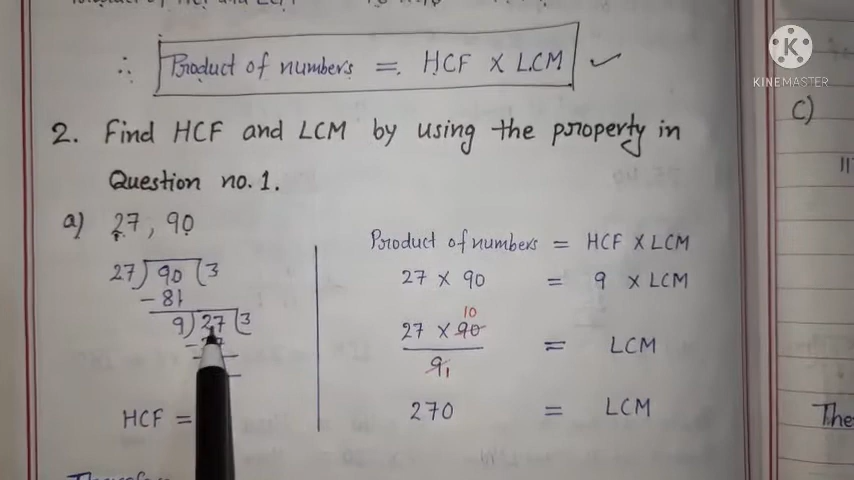 ∴ Product of numbers = HCF X LCM ✓
KINEMASTER
2. Find HCF and LCM by using the property in
Question no. 1.
C)
a) 27, 90
27) 90 (3
- 81
9) 27 (3
HCF =
Product of numbers = HCF X LCM
27 X 90 = 9 X LCM
10
27 X 90
9 1
= LCM
270 = LCM
The